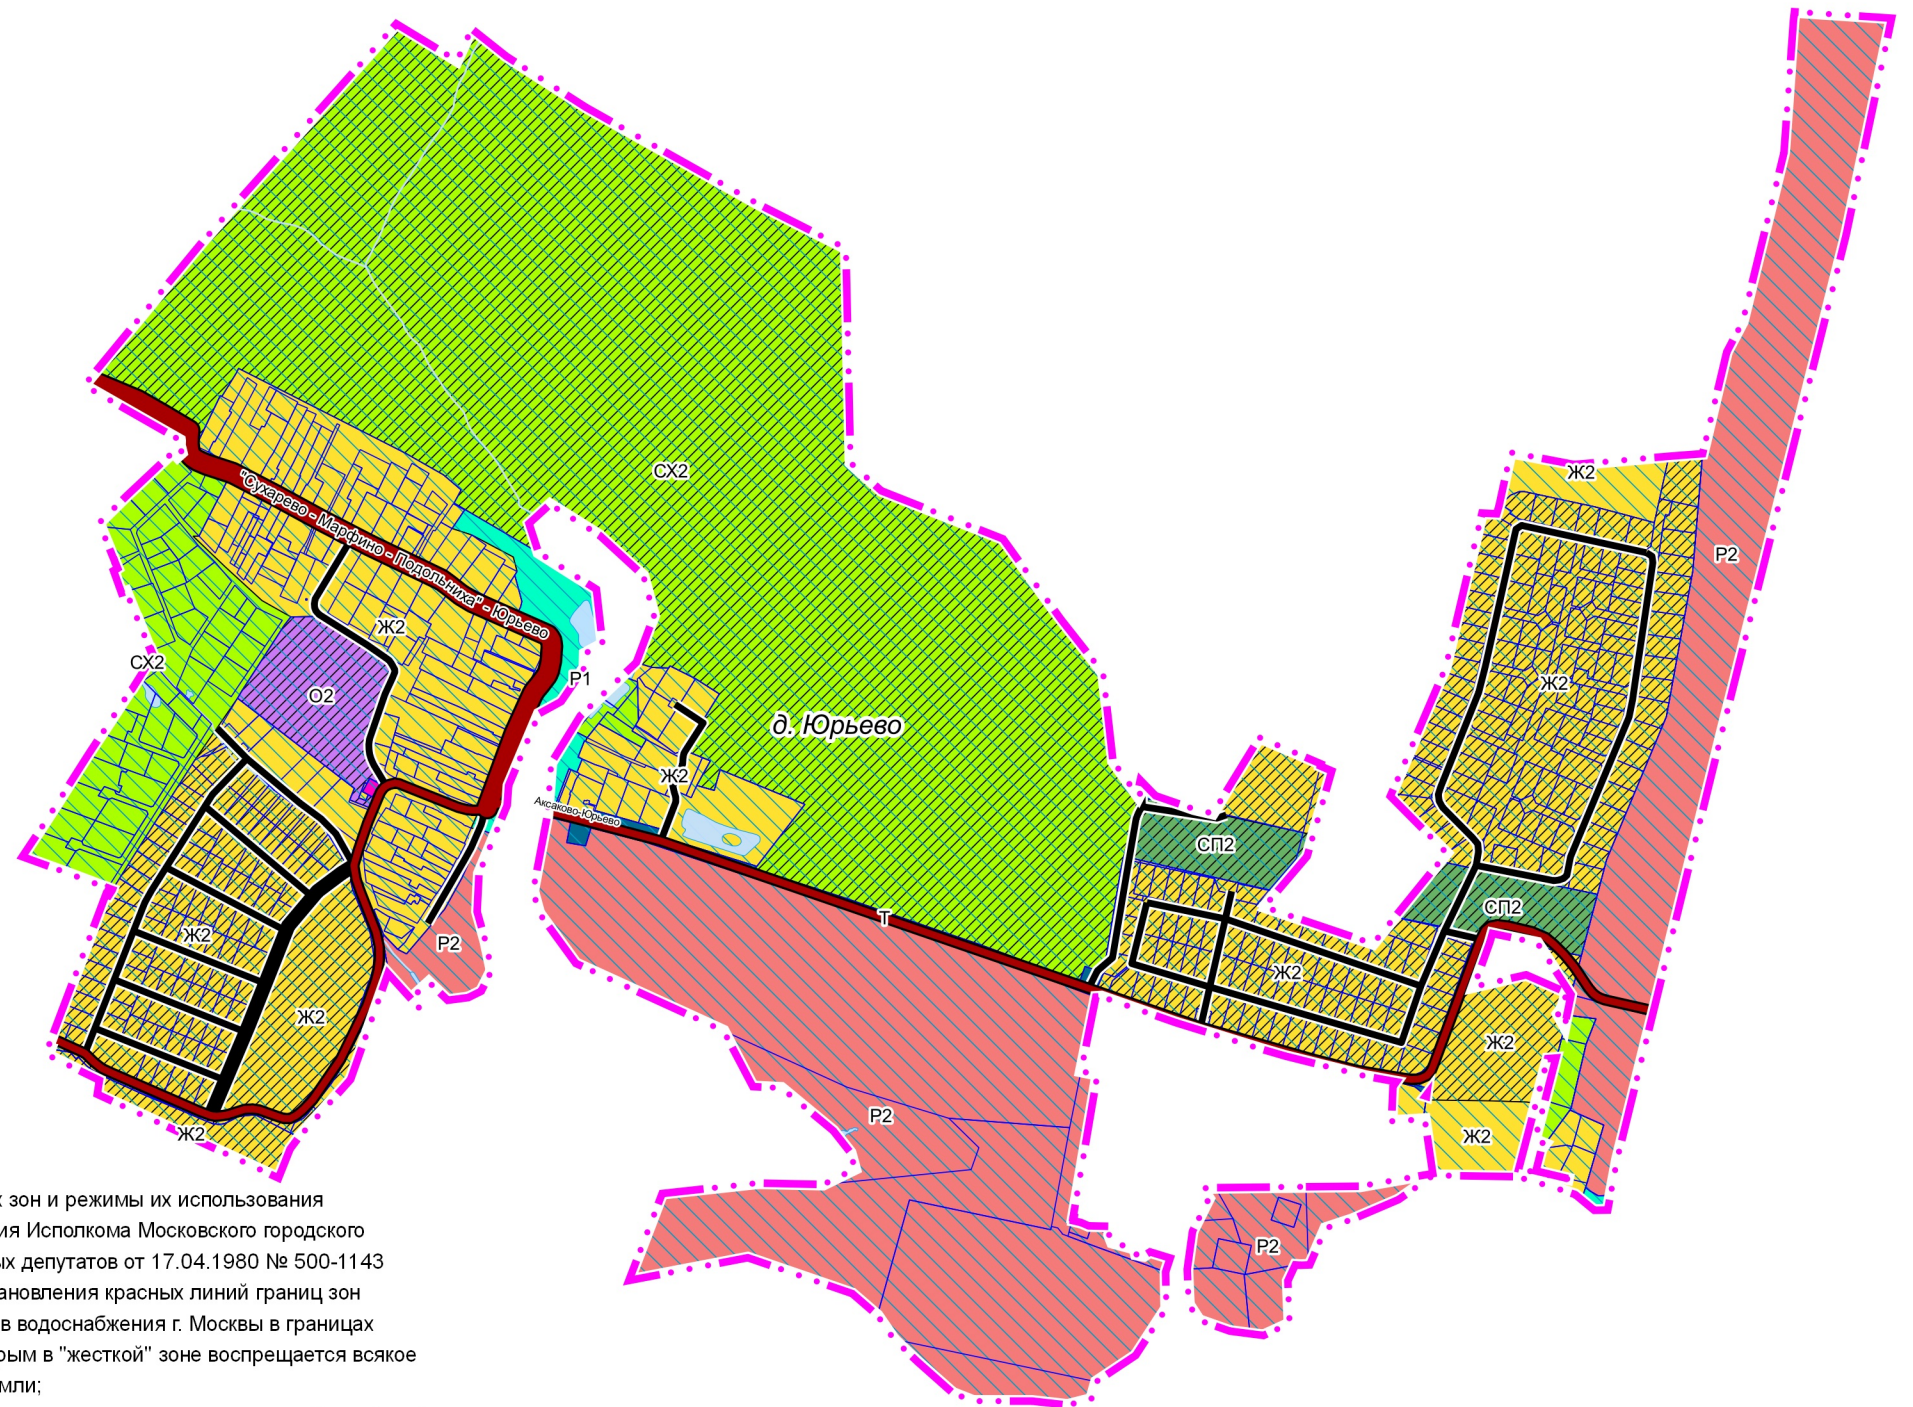 СХ2
Ж2
Р2
"Сухарево - Марфино - Подольниха" - Юрьево
Ж2
СХ2
Р1
О2
Ж2
д. Юрьево
Ж2
Аксаково-Юрьево
СП2
СП2
Т
Ж2
Р2
Ж2
Ж2
Ж2
Р2
Ж2
Ж2
Р2
х зон и режимы их использования
ия Исполкома Московского городского
ых депутатов от 17.04.1980 № 500-1143
ановления красных линий границ зон
в водоснабжения г. Москвы в границах
рым в "жесткой" зоне воспрещается всякое
мли;